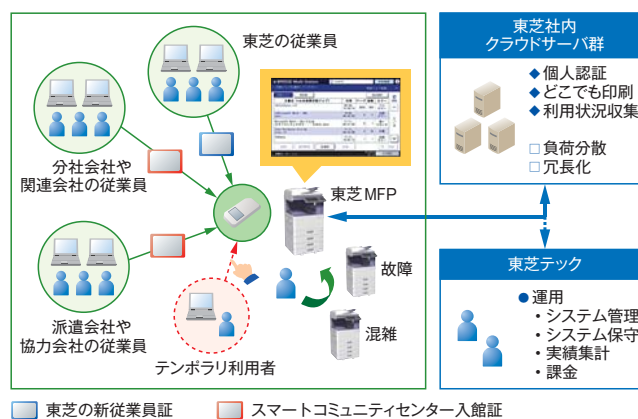 東芝の従業員
分社会社や
関連会社の従業員
東芝MFP
故障
混雑
派遣会社や
協力会社の従業員
テンポラリ利用者
東芝社内
クラウドサーバ群
◆個人認証
◆どこでも印刷
◆利用状況収集
□負荷分散
□冗長化
東芝テック
●運用
・システム管理
・システム保守
・実績集計
・課金
東芝の新従業員証
スマートコミュニティセンター入館証